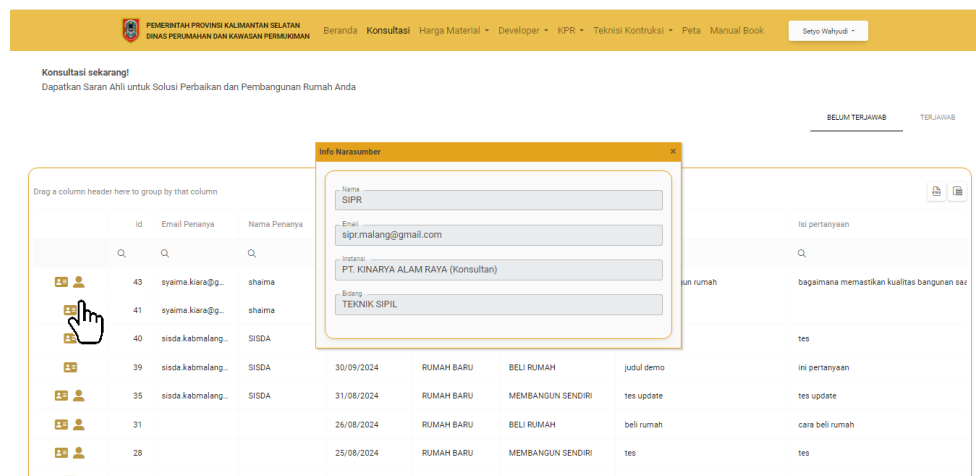 PEMERINTAH PROVINSI KALIMANTAN SELATAN
DINAS PERUMAHAN DAN KAWASAN PERMUKIMAN
Beranda Konsultasi Harga Material Developer KPR Teknisi Kontruksi Peta Manual Book
Setyo Wahyudi
Konsultasi sekarang!
Dapatkan Saran Ahli untuk Solusi Perbaikan dan Pembangunan Rumah Anda
BELUM TERJAWAB TERJAWAB
Info Narasumber ×
Nama
SIPR
Email
sipr.malang@gmail.com
Instansi
PT. KINARYA ALAM RAYA (Konsultan)
Bidang
TEKNIK SIPIL
Drag a column header here to group by that column
id Email Penanya Nama Penanya Isi pertanyaan
43 syaima.kiara@g... shaima un rumah bagaimana memastikan kualitas bangunan saa
41 syaima.kiara@g... shaima
40 sisda.kabmalang... SISDA tes
39 sisda.kabmalang... SISDA 30/09/2024 RUMAH BARU BELI RUMAH judul demo ini pertanyaan
35 sisda.kabmalang... SISDA 31/08/2024 RUMAH BARU MEMBANGUN SENDIRI tes update tes update
31 26/08/2024 RUMAH BARU BELI RUMAH beli rumah cara beli rumah
28 25/08/2024 RUMAH BARU MEMBANGUN SENDIRI tes tes